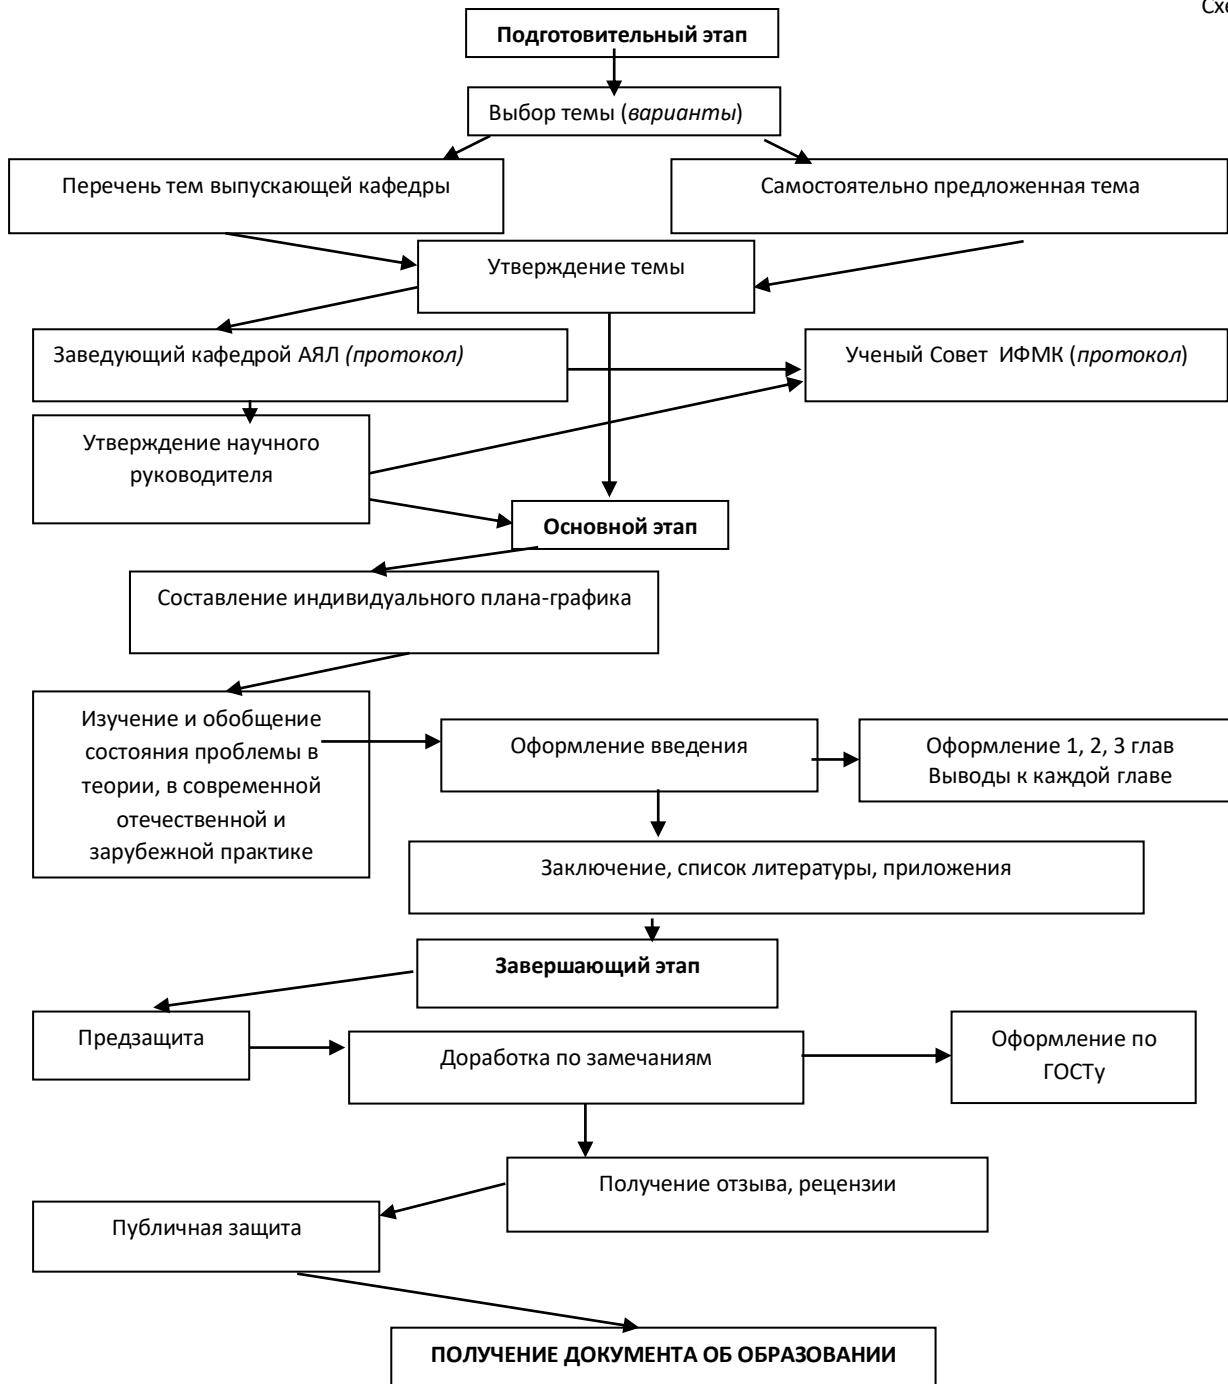 Схе
Подготовительный этап
Выбор темы (варианты)
Перечень тем выпускающей кафедры
Самостоятельно предложенная тема
Утверждение темы
Заведующий кафедрой АЯЛ (протокол)
Ученый Совет ИФМК (протокол)
Утверждение научного
руководителя
Основной этап
Составление индивидуального плана-графика
Изучение и обобщение
состояния проблемы в
теории, в современной
отечественной и
зарубежной практике
Оформление введения
Оформление 1, 2, 3 глав
Выводы к каждой главе
Заключение, список литературы, приложения
Завершающий этап
Предзащита
Доработка по замечаниям
Оформление по
ГОСТу
Получение отзыва, рецензии
Публичная защита
ПОЛУЧЕНИЕ ДОКУМЕНТА ОБ ОБРАЗОВАНИИ